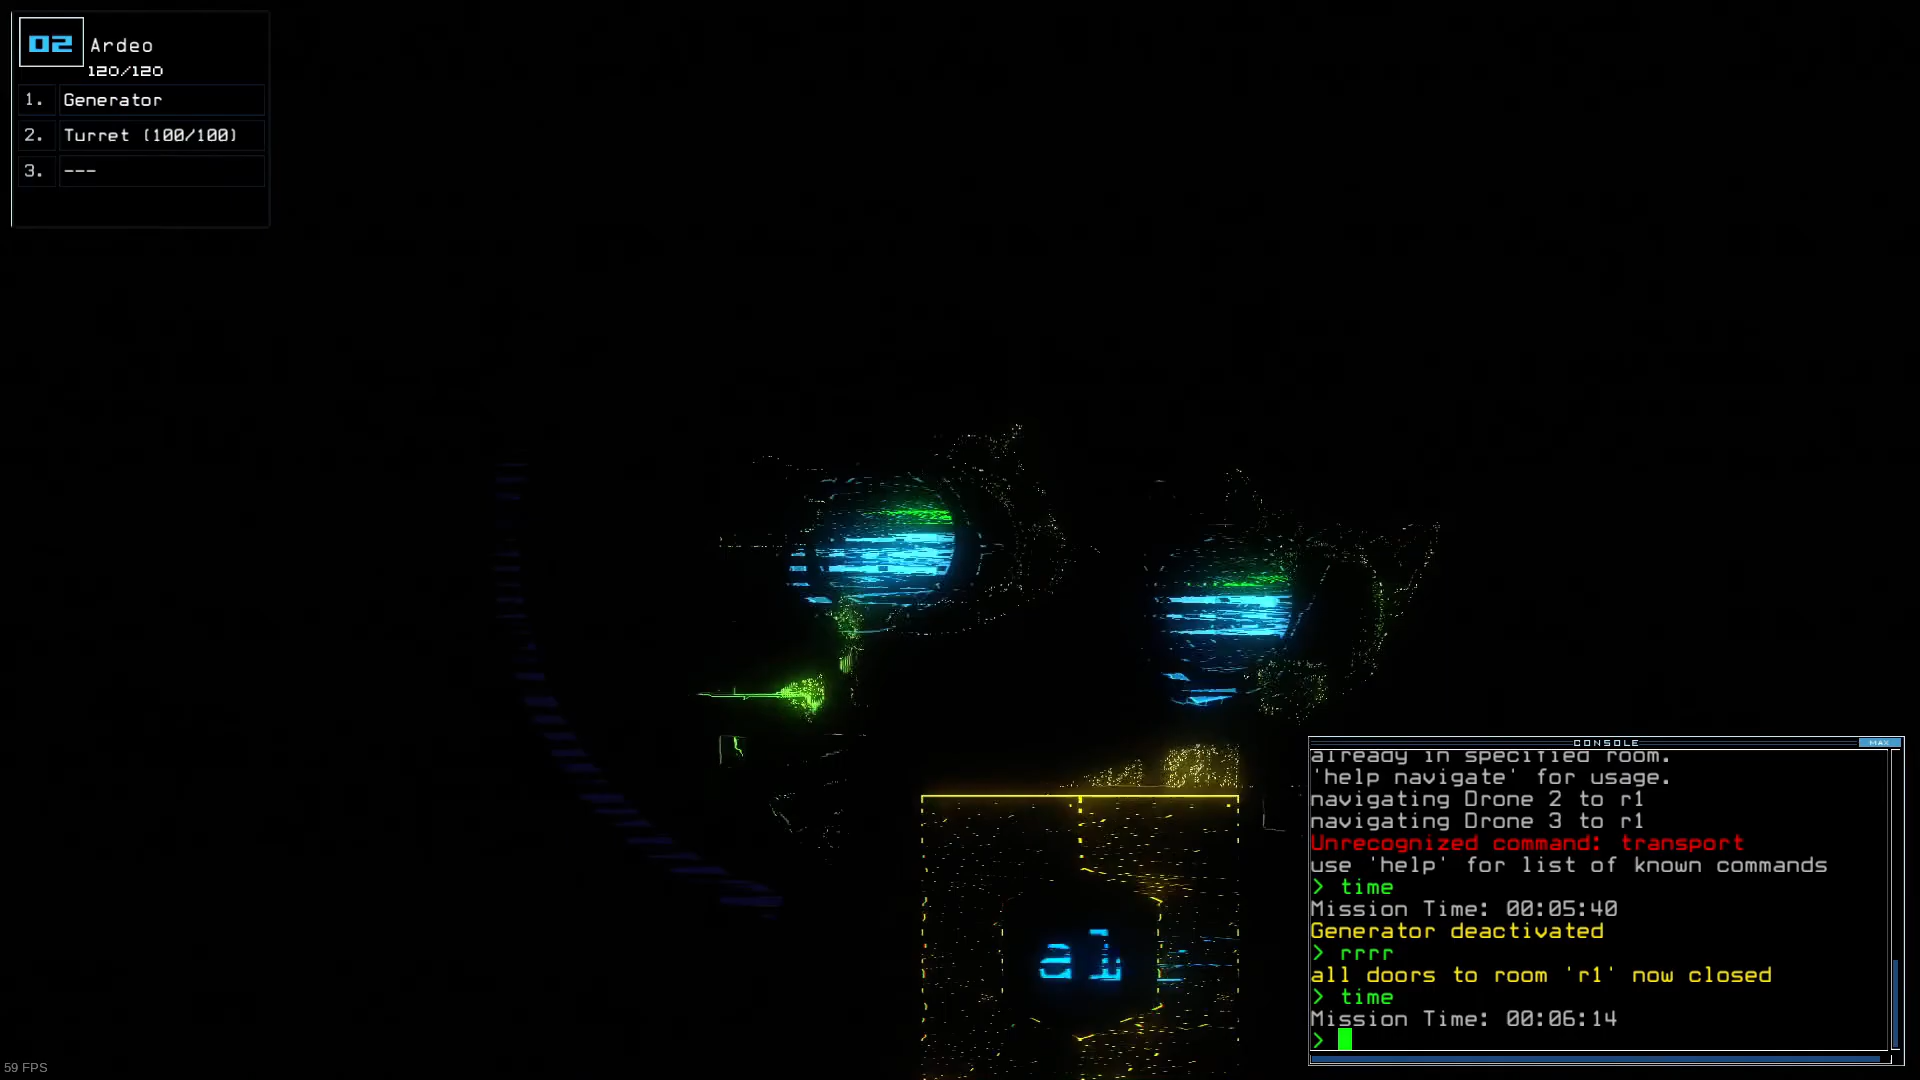 02 Ardeo
120/120
1. Generator
2. Turret (100/100)
3. ---
a1
CONSOLE MAX
already in specified room.
'help navigate' for usage.
navigating Drone 2 to r1
navigating Drone 3 to r1
Unrecognized command: transport
use 'help' for list of known commands
> time
Mission Time: 00:05:40
Generator deactivated
> rrrr
all doors to room 'r1' now closed
> time
Mission Time: 00:06:14
>
59 FPS